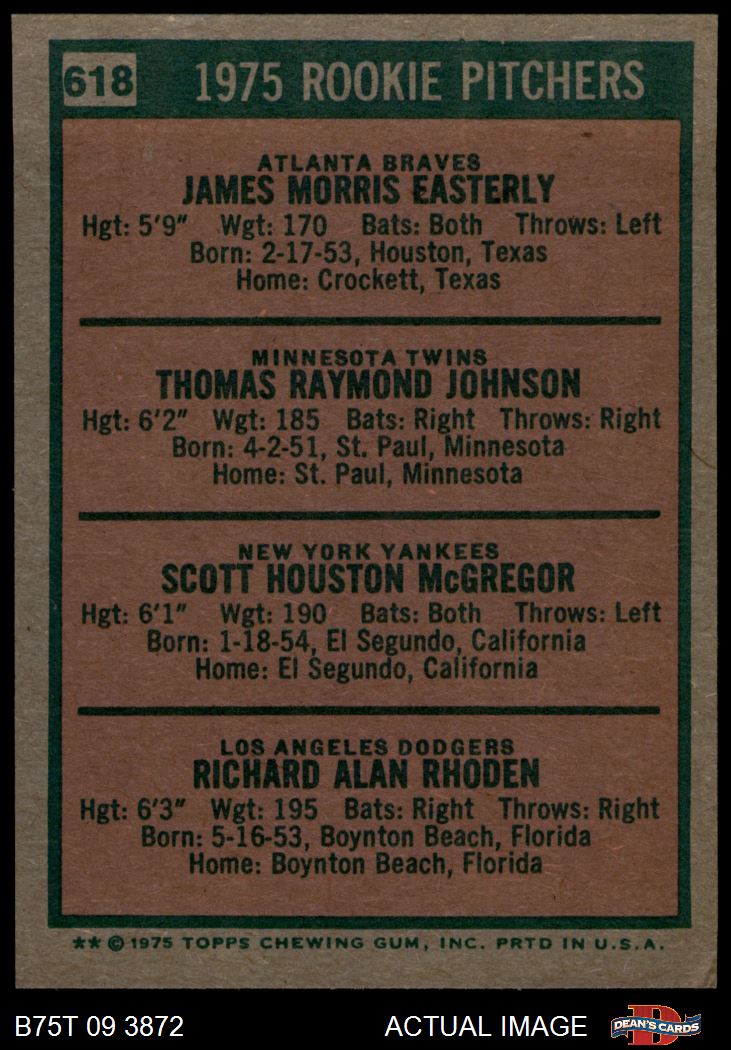 618 1975 ROOKIE PITCHERS
ATLANTA BRAVES
JAMES MORRIS EASTERLY
Hgt: 5'9" Wgt: 170 Bats: Both Throws: Left
Born: 2-17-53, Houston, Texas
Home: Crockett, Texas
MINNESOTA TWINS
THOMAS RAYMOND JOHNSON
Hgt: 6'2" Wgt: 185 Bats: Right Throws: Right
Born: 4-2-51, St. Paul, Minnesota
Home: St. Paul, Minnesota
NEW YORK YANKEES
SCOTT HOUSTON McGREGOR
Hgt: 6'1" Wgt: 190 Bats: Both Throws: Left
Born: 1-18-54, El Segundo, California
Home: El Segundo, California
LOS ANGELES DODGERS
RICHARD ALAN RHODEN
Hgt: 6'3" Wgt: 195 Bats: Right Throws: Right
Born: 5-16-53, Boynton Beach, Florida
Home: Boynton Beach, Florida
** © 1975 TOPPS CHEWING GUM, INC. PRTD IN U.S.A.
B75T 09 3872 ACTUAL IMAGE D DEAN'S CARDS